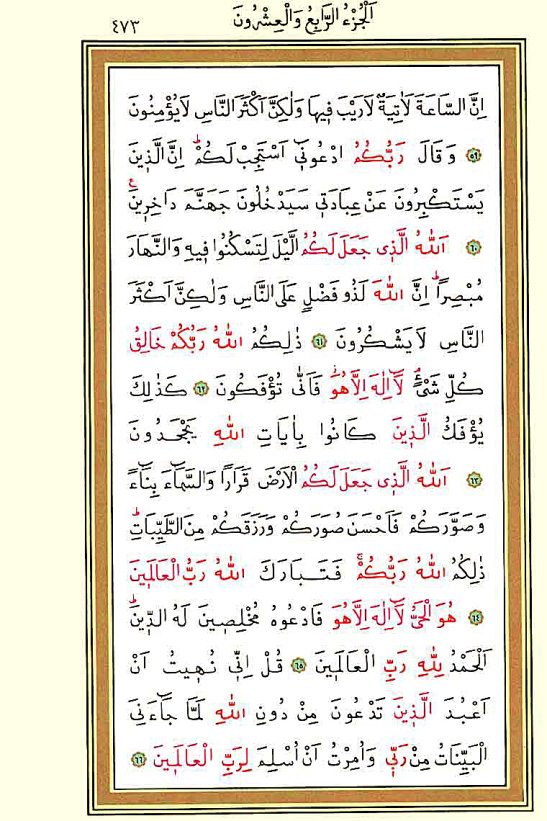 اَلْجُزْءُ الرَّابِعُ وَالْعِشْرُونَ
٤٧٣
اِنَّ السَّاعَةَ لَاٰتِيَةٌ لَارَيْبَ فٖيهَا وَلٰكِنَّ اَكْثَرَ النَّاسِ لَايُؤْمِنُونَ
﴿٥٩﴾ وَقَالَ رَبُّكُمُ ادْعُونٖٓي اَسْتَجِبْ لَكُمْؕ اِنَّ الَّذٖينَ
يَسْتَكْبِرُونَ عَنْ عِبَادَتٖي سَيَدْخُلُونَ جَهَنَّمَ دَاخِرٖينَࣖ
﴿٦٠﴾ اَللّٰهُ الَّذٖي جَعَلَ لَكُمُ الَّيْلَ لِتَسْكُنُوا فٖيهِ وَالنَّهَارَ
مُبْصِراًؕ اِنَّ اللّٰهَ لَذُو فَضْلٍ عَلَى النَّاسِ وَلٰكِنَّ اَكْثَرَ
النَّاسِ لَايَشْكُرُونَ ﴿٦١﴾ ذٰلِكُمُ اللّٰهُ رَبُّكُمْ خَالِقُ
كُلِّ شَيْءٍۘ لَٓا اِلٰهَ اِلَّا هُوَؗ فَاَنّٰى تُؤْفَكُونَ ﴿٦٢﴾ كَذٰلِكَ
يُؤْفَكُ الَّذٖينَ كَانُوا بِاٰيَاتِ اللّٰهِ يَجْحَدُونَ
﴿٦٣﴾ اَللّٰهُ الَّذٖي جَعَلَ لَكُمُ الْاَرْضَ قَرَارًا وَالسَّمَٓاءَ بِنَٓاءً
وَصَوَّرَكُمْ فَاَحْسَنَ صُوَرَكُمْ وَرَزَقَكُمْ مِنَ الطَّيِّبَاتِؕ
ذٰلِكُمُ اللّٰهُ رَبُّكُمْۚ فَتَبَارَكَ اللّٰهُ رَبُّ الْعَالَمٖينَ
﴿٦٤﴾ هُوَ الْحَيُّ لَٓا اِلٰهَ اِلَّا هُوَ فَادْعُوهُ مُخْلِصٖينَ لَهُ الدّٖينَؕ
اَلْحَمْدُ لِلّٰهِ رَبِّ الْعَالَمٖينَ ﴿٦٥﴾ قُلْ اِنّٖي نُهٖيتُ اَنْ
اَعْبُدَ الَّذٖينَ تَدْعُونَ مِنْ دُونِ اللّٰهِ لَمَّا جَٓاءَنِيَ
الْبَيِّنَاتُ مِنْ رَبّٖي وَاُمِرْتُ اَنْ اُسْلِمَ لِرَبِّ الْعَالَمٖينَ ﴿٦٦﴾